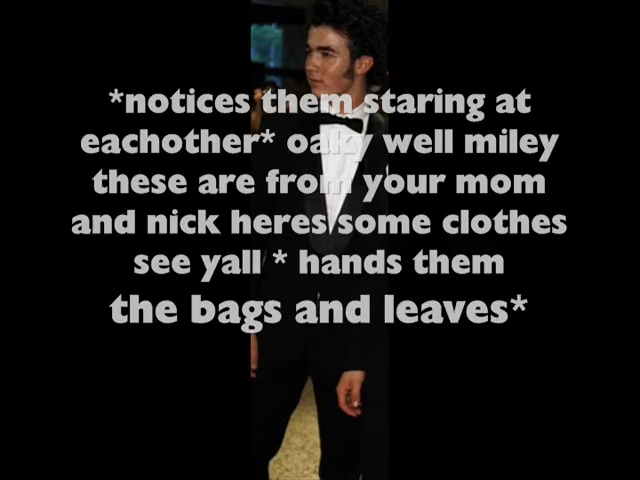 *notices them staring at
eachother* oaky well miley
these are from your mom
and nick heres some clothes
see yall * hands them
the bags and leaves*